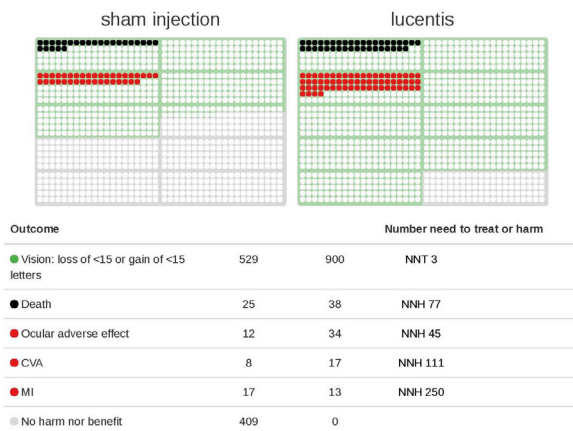 sham injection lucentis
Outcome Number need to treat or harm
Vision: loss of <15 or gain of <15 529 900 NNT 3
letters
Death 25 38 NNH 77
Ocular adverse effect 12 34 NNH 45
CVA 8 17 NNH 111
MI 17 13 NNH 250
No harm nor benefit 409 0